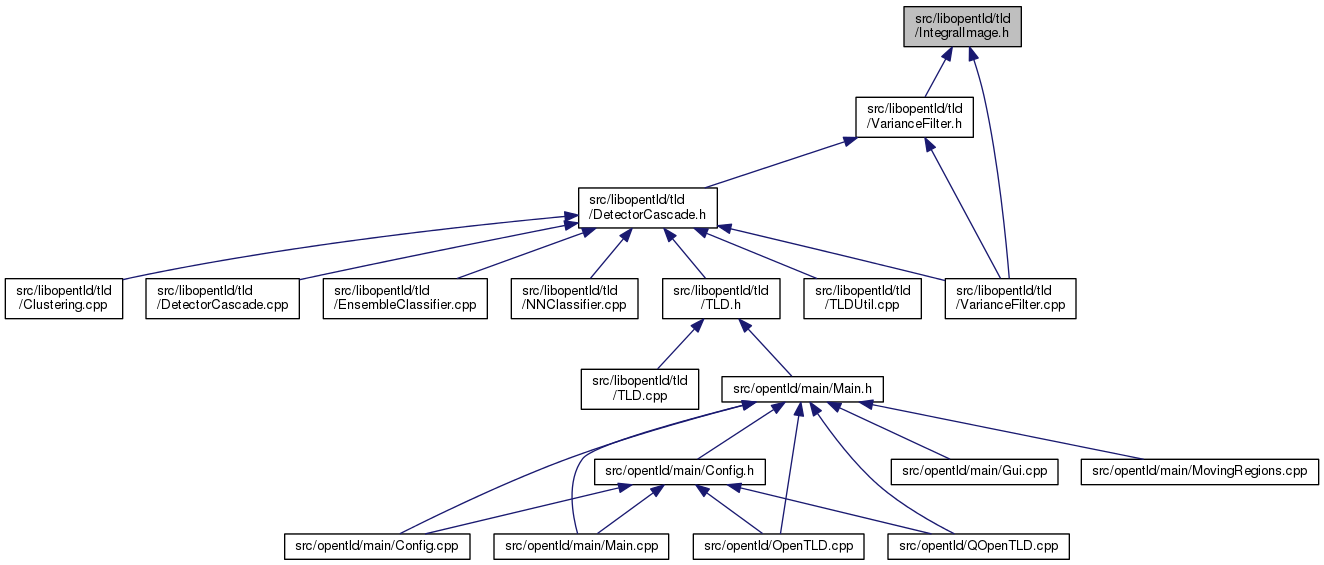 src/libopentld/tld
/IntegralImage.h
src/libopentld/tld
/VarianceFilter.h
src/libopentld/tld
/DetectorCascade.h
src/libopentld/tld
/Clustering.cpp
src/libopentld/tld
/DetectorCascade.cpp
src/libopentld/tld
/EnsembleClassifier.cpp
src/libopentld/tld
/NNClassifier.cpp
src/libopentld/tld
/TLD.h
src/libopentld/tld
/TLDUtil.cpp
src/libopentld/tld
/VarianceFilter.cpp
src/libopentld/tld
/TLD.cpp
src/opentld/main/Main.h
src/opentld/main/Config.h
src/opentld/main/Gui.cpp
src/opentld/main/MovingRegions.cpp
src/opentld/main/Config.cpp
src/opentld/main/Main.cpp
src/opentld/OpenTLD.cpp
src/opentld/QOpenTLD.cpp